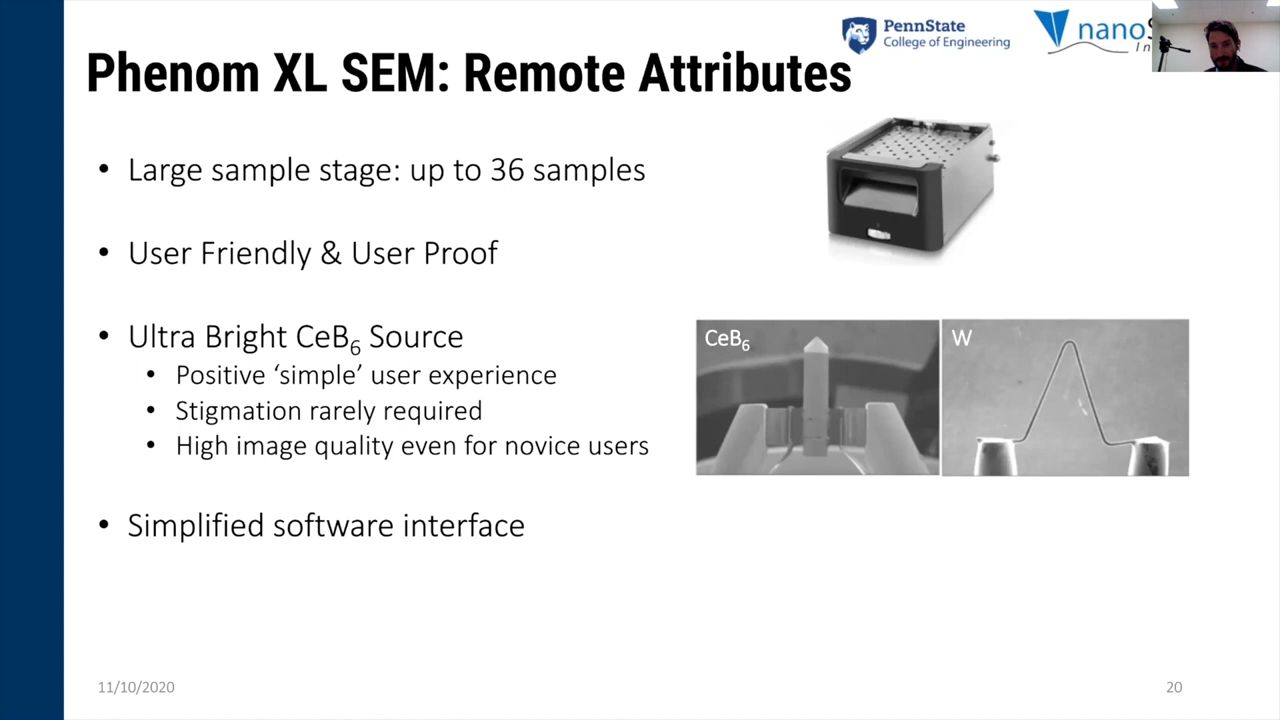 PennState
College of Engineering
nano
In
Phenom XL SEM: Remote Attributes
• Large sample stage: up to 36 samples
• User Friendly & User Proof
• Ultra Bright CeB₆ Source
• Positive ‘simple’ user experience
• Stigmation rarely required
• High image quality even for novice users
• Simplified software interface
CeB₆
W
11/10/2020
20